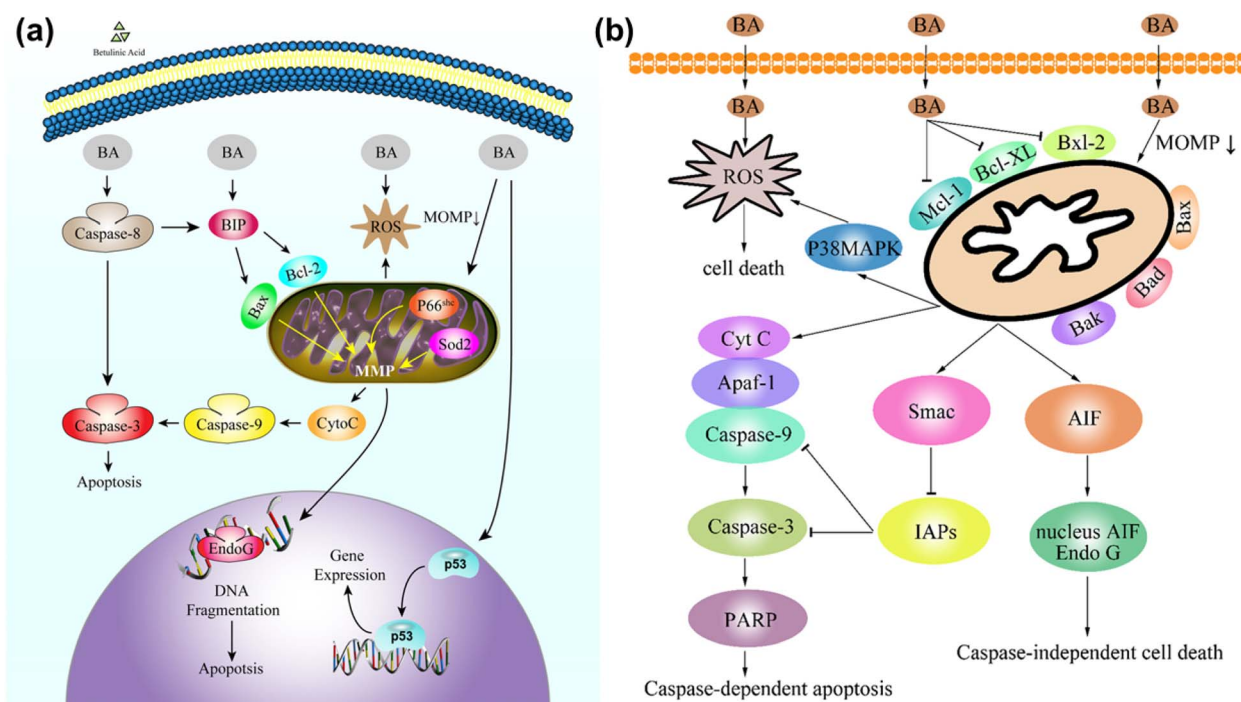 (a)
Betulinic Acid
BA
BA
BA
BA
Caspase-8
BIP
ROS
MOMP↓
Bcl-2
Bax
P66shc
Sod2
MMP
Caspase-3
Caspase-9
CytoC
Apoptosis
EndoG
DNA
Fragmentation
Apopotsis
Gene
Expression
p53
p53
(b)
BA
BA
BA
BA
BA
BA
ROS
Mcl-1
Bcl-XL
Bxl-2
MOMP ↓
Bax
Bad
Bak
P38MAPK
cell death
Cyt C
Apaf-1
Caspase-9
Smac
AIF
Caspase-3
IAPs
nucleus AIF
Endo G
PARP
Caspase-independent cell death
Caspase-dependent apoptosis